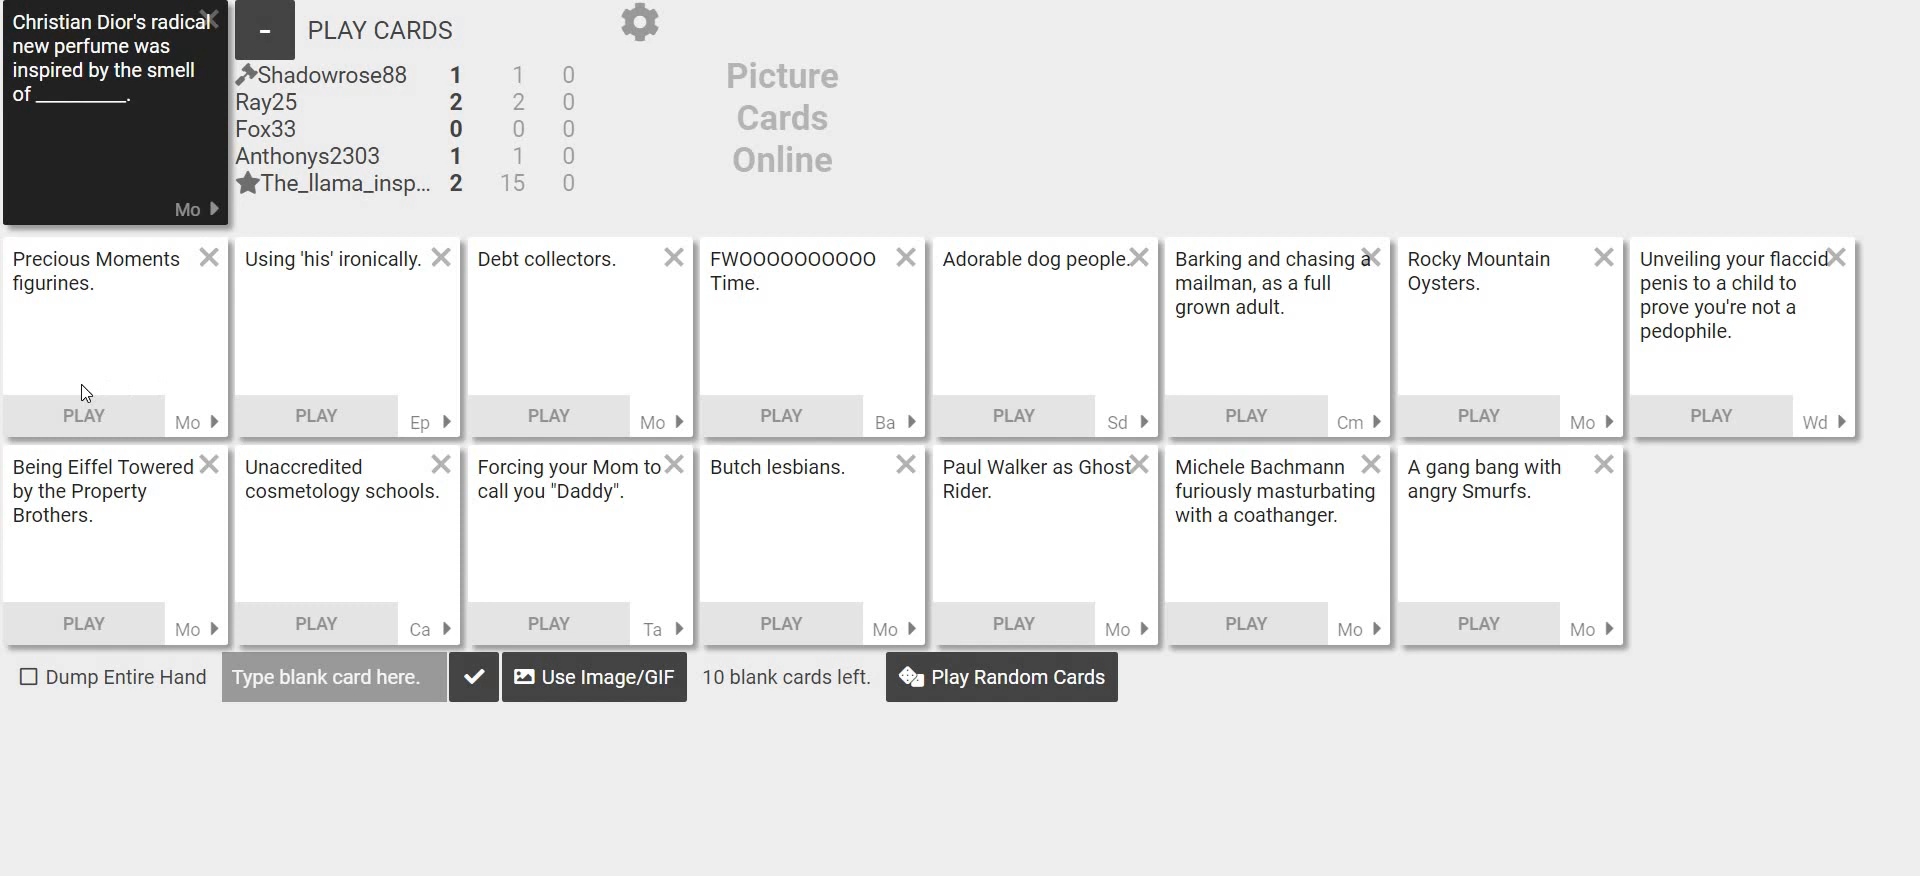 Christian Dior's radical
new perfume was
inspired by the smell
of __________.
Mo
-
PLAY CARDS
Shadowrose88 1 1 0
Ray25 2 2 0
Fox33 0 0 0
Anthonys2303 1 1 0
The_llama_insp... 2 15 0
Picture
Cards
Online
Precious Moments
figurines.
PLAY
Mo
Using 'his' ironically.
PLAY
Ep
Debt collectors.
PLAY
Mo
FWOOOOOOOOOO
Time.
PLAY
Ba
Adorable dog people.
PLAY
Sd
Barking and chasing a
mailman, as a full
grown adult.
PLAY
Cm
Rocky Mountain
Oysters.
PLAY
Mo
Unveiling your flaccid
penis to a child to
prove you're not a
pedophile.
PLAY
Wd
Being Eiffel Towered
by the Property
Brothers.
PLAY
Mo
Unaccredited
cosmetology schools.
PLAY
Ca
Forcing your Mom to
call you "Daddy".
PLAY
Ta
Butch lesbians.
PLAY
Mo
Paul Walker as Ghost
Rider.
PLAY
Mo
Michele Bachmann
furiously masturbating
with a coathanger.
PLAY
Mo
A gang bang with
angry Smurfs.
PLAY
Mo
Dump Entire Hand
Type blank card here.
Use Image/GIF
10 blank cards left.
Play Random Cards